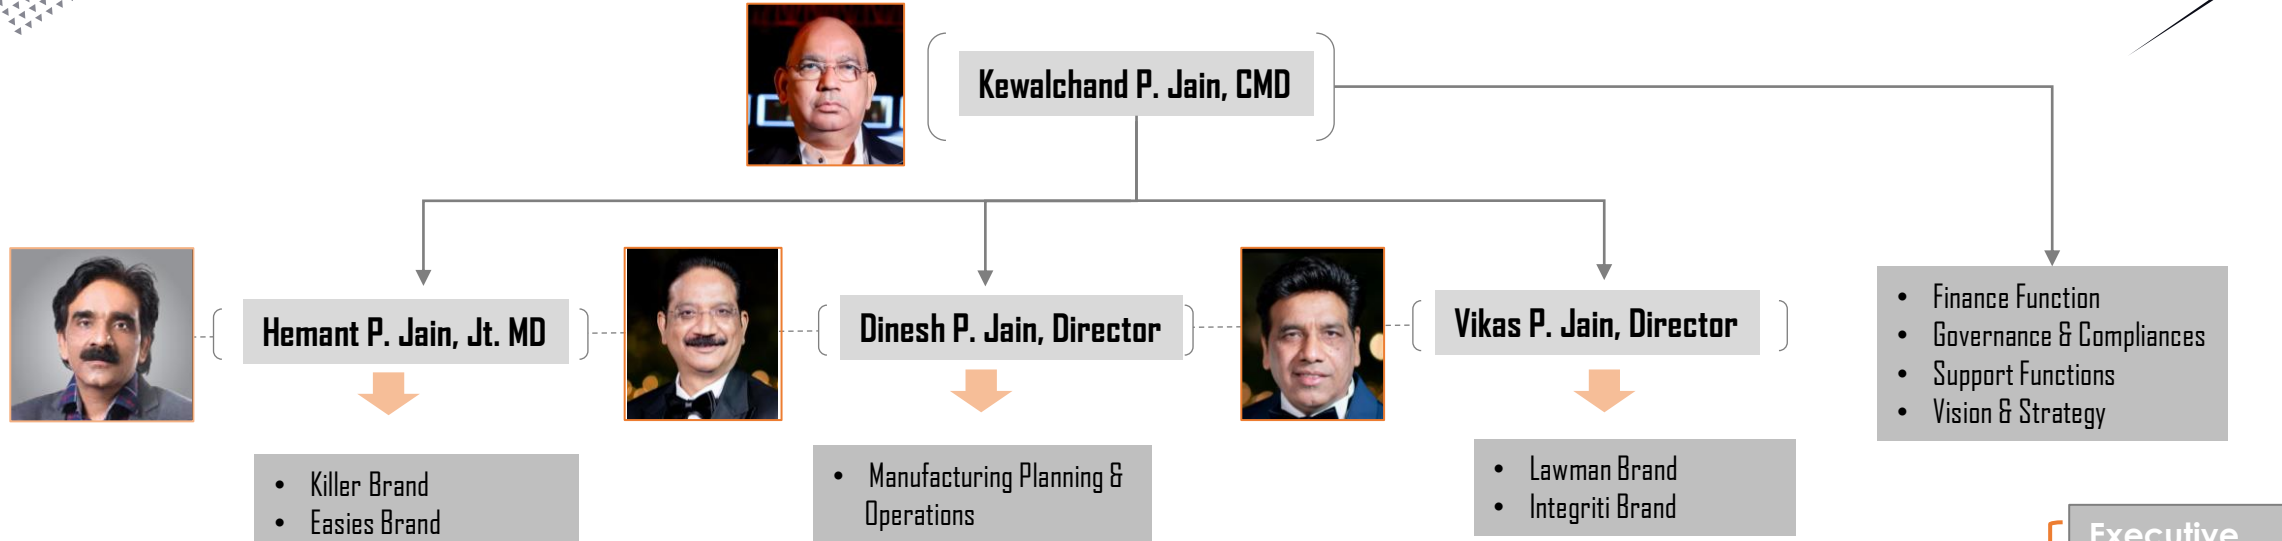 Kewalchand P. Jain, CMD
Hemant P. Jain, Jt. MD
Dinesh P. Jain, Director
Vikas P. Jain, Director
• Finance Function
• Governance & Compliances
• Support Functions
• Vision & Strategy
• Killer Brand
• Easies Brand
• Manufacturing Planning &
Operations
• Lawman Brand
• Integriti Brand
Executive